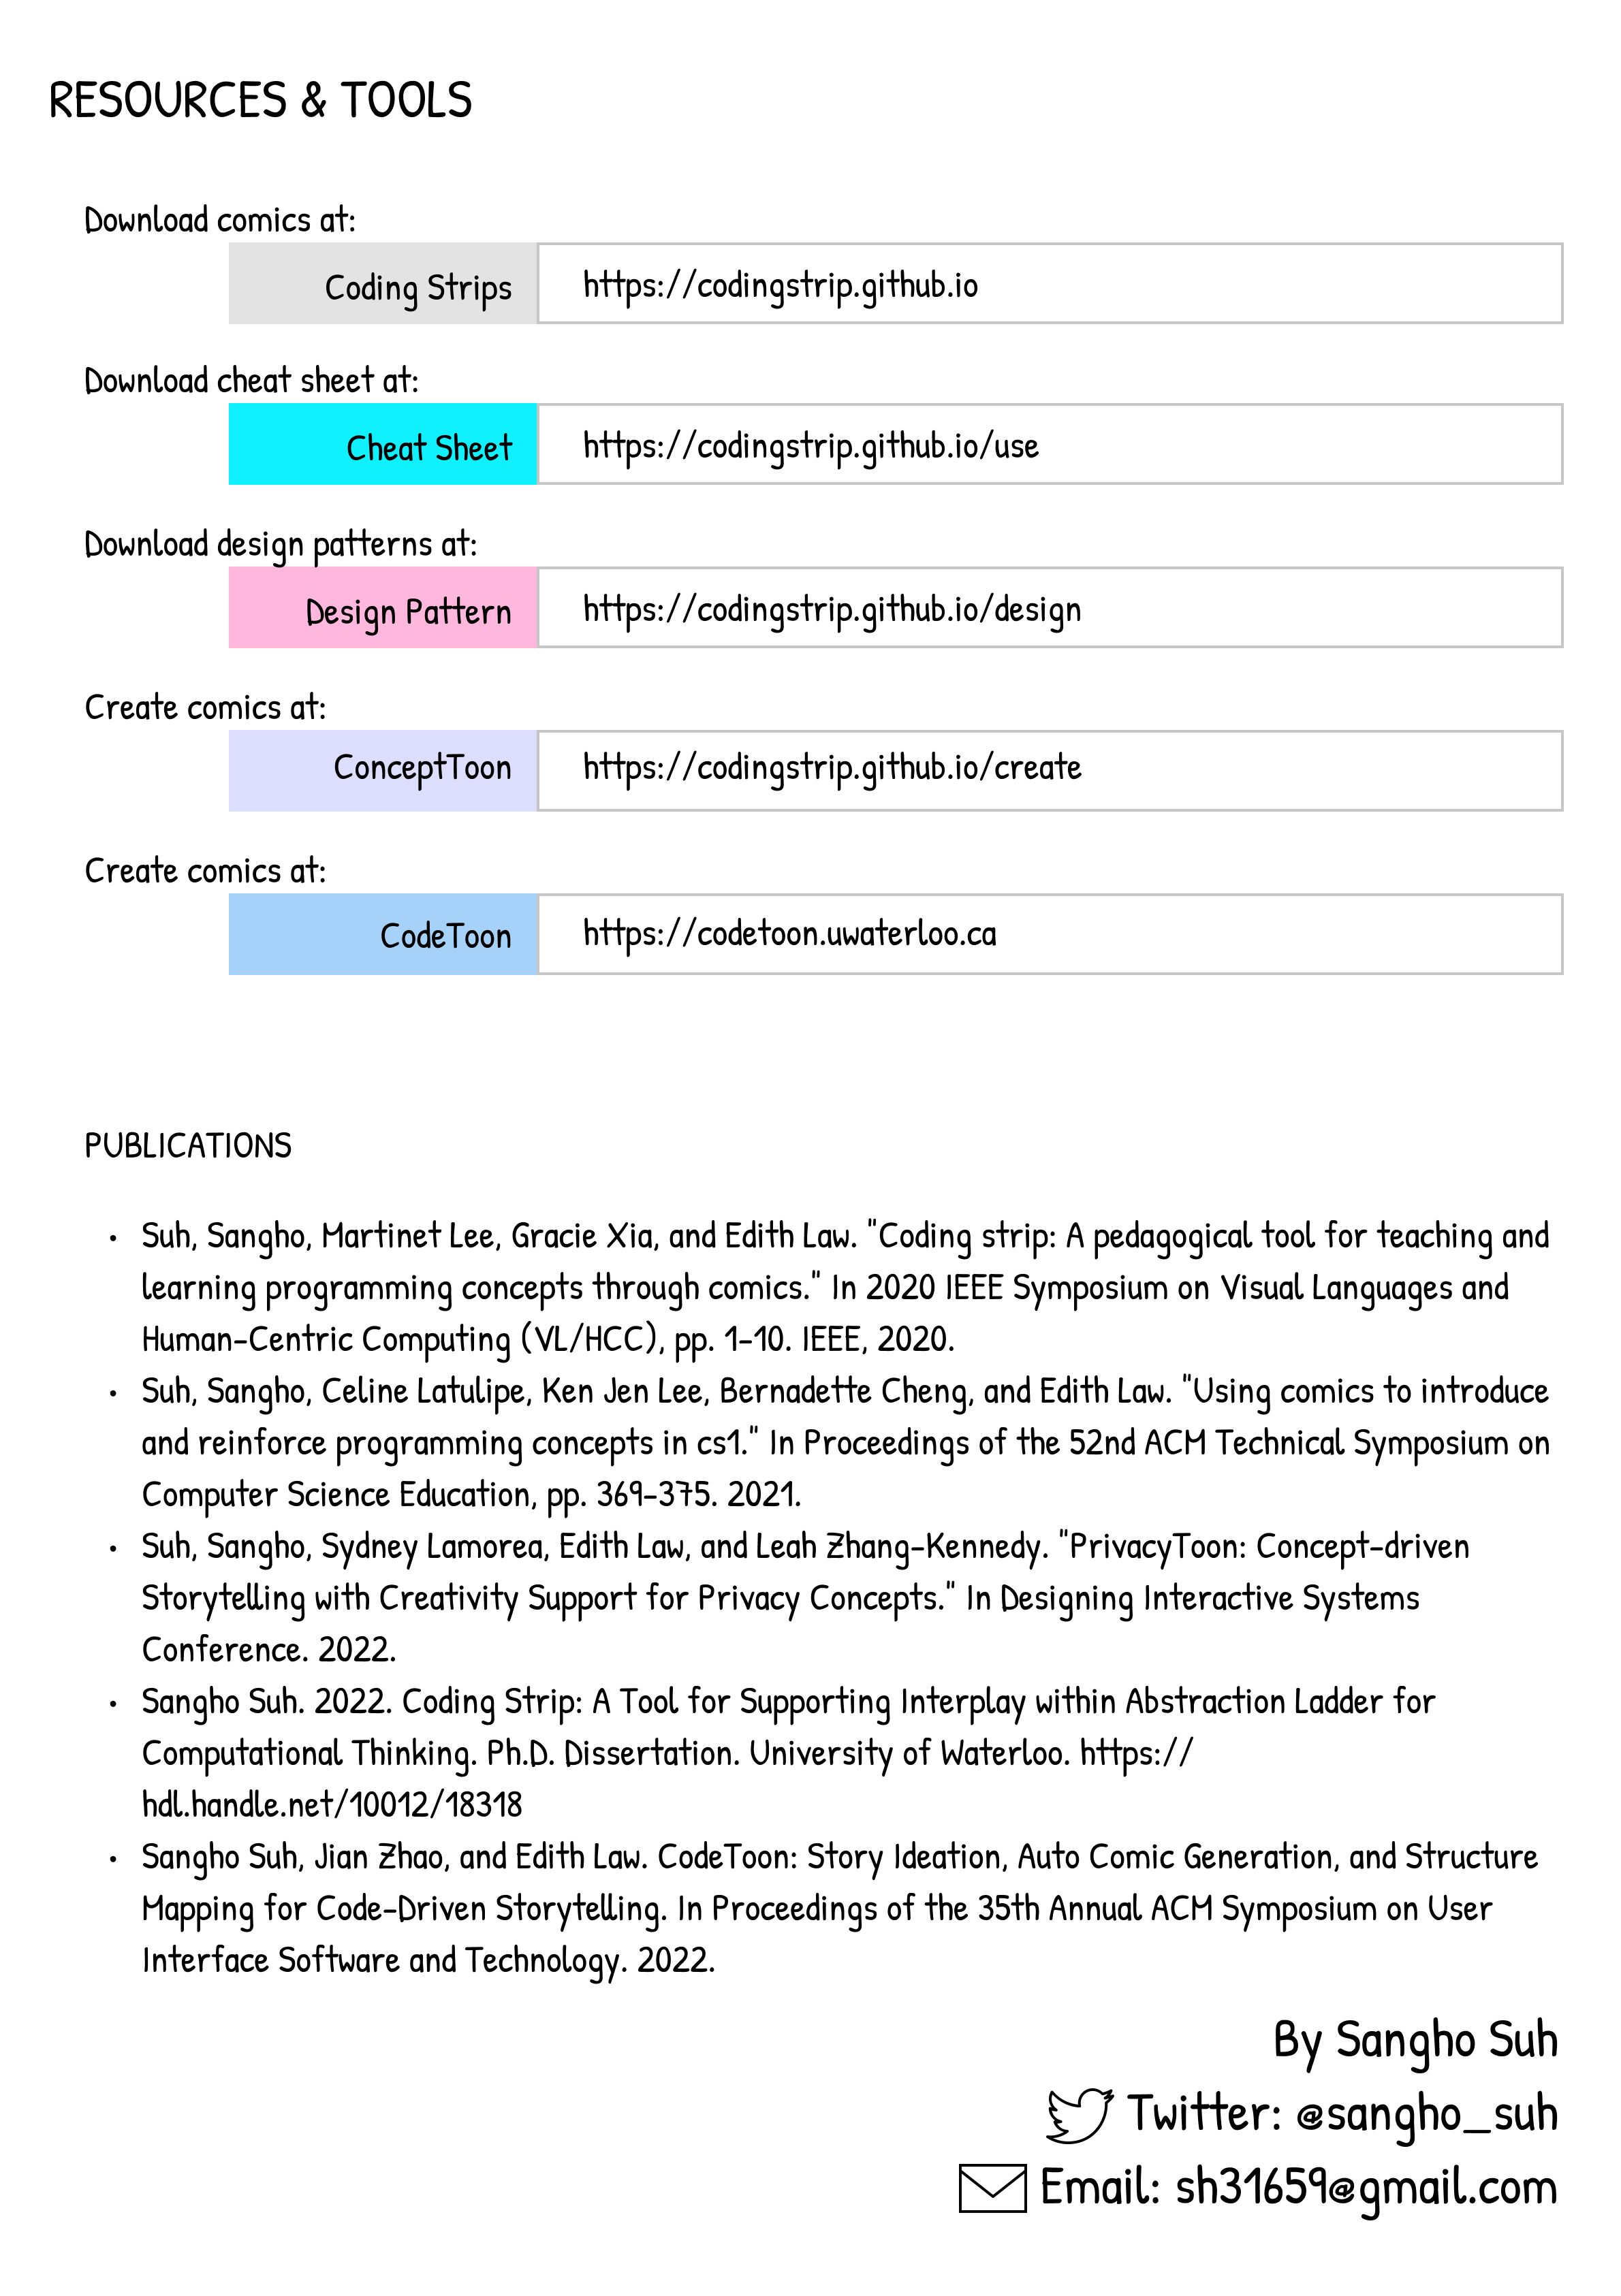 RESOURCES & TOOLS
Download comics at:
Coding Strips https://codingstrip.github.io
Download cheat sheet at:
Cheat Sheet https://codingstrip.github.io/use
Download design patterns at:
Design Pattern https://codingstrip.github.io/design
Create comics at:
ConceptToon https://codingstrip.github.io/create
Create comics at:
CodeToon https://codetoon.uwaterloo.ca
PUBLICATIONS
• Suh, Sangho, Martinet Lee, Gracie Xia, and Edith Law. "Coding strip: A pedagogical tool for teaching and
learning programming concepts through comics." In 2020 IEEE Symposium on Visual Languages and
Human-Centric Computing (VL/HCC), pp. 1-10. IEEE, 2020.
• Suh, Sangho, Celine Latulipe, Ken Jen Lee, Bernadette Cheng, and Edith Law. "Using comics to introduce
and reinforce programming concepts in cs1." In Proceedings of the 52nd ACM Technical Symposium on
Computer Science Education, pp. 369-375. 2021.
• Suh, Sangho, Sydney Lamorea, Edith Law, and Leah Zhang-Kennedy. "PrivacyToon: Concept-driven
Storytelling with Creativity Support for Privacy Concepts." In Designing Interactive Systems
Conference. 2022.
• Sangho Suh. 2022. Coding Strip: A Tool for Supporting Interplay within Abstraction Ladder for
Computational Thinking. Ph.D. Dissertation. University of Waterloo. https://
hdl.handle.net/10012/18318
• Sangho Suh, Jian Zhao, and Edith Law. CodeToon: Story Ideation, Auto Comic Generation, and Structure
Mapping for Code-Driven Storytelling. In Proceedings of the 35th Annual ACM Symposium on User
Interface Software and Technology. 2022.
By Sangho Suh
Twitter: @sangho_suh
Email: sh31659@gmail.com